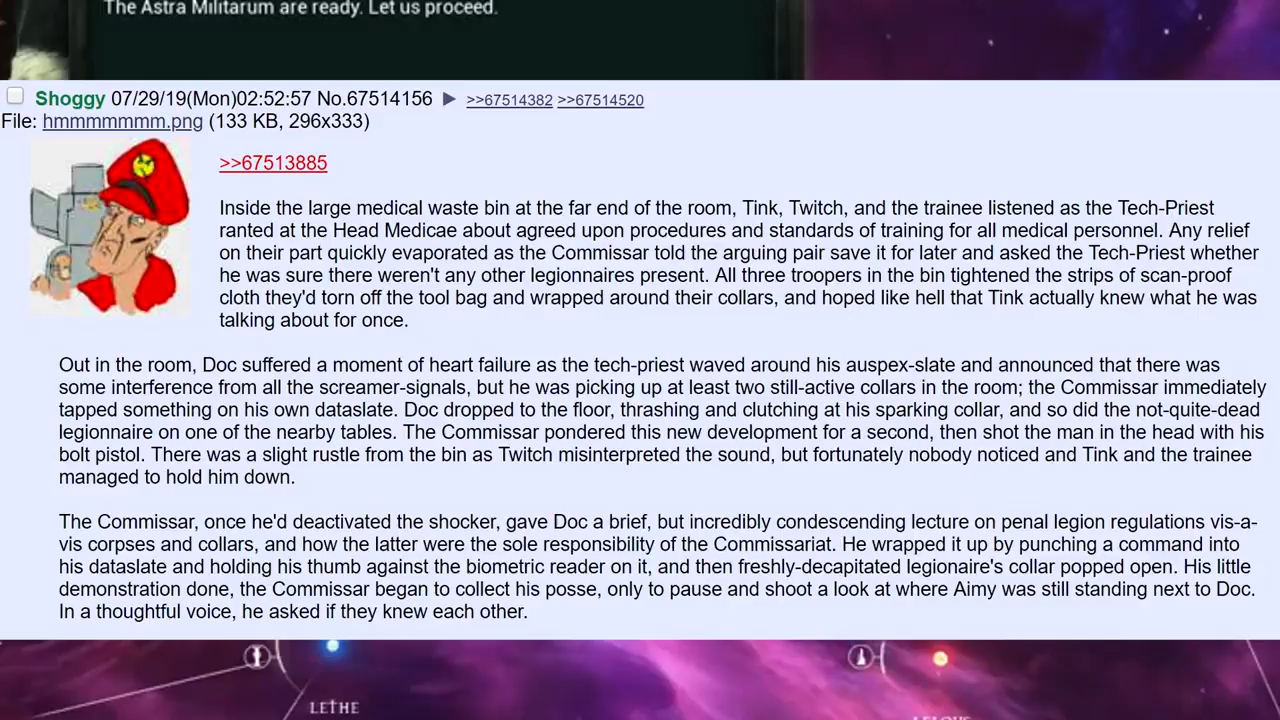 The Astra Militarum are ready. Let us proceed.
Shoggy 07/29/19(Mon)02:52:57 No.67514156 ▶ >>67514382 >>67514520
File: hmmmmmmm.png (133 KB, 296x333)
>>67513885
Inside the large medical waste bin at the far end of the room, Tink, Twitch, and the trainee listened as the Tech-Priest
ranted at the Head Medicae about agreed upon procedures and standards of training for all medical personnel. Any relief
on their part quickly evaporated as the Commissar told the arguing pair save it for later and asked the Tech-Priest whether
he was sure there weren't any other legionnaires present. All three troopers in the bin tightened the strips of scan-proof
cloth they'd torn off the tool bag and wrapped around their collars, and hoped like hell that Tink actually knew what he was
talking about for once.
Out in the room, Doc suffered a moment of heart failure as the tech-priest waved around his auspex-slate and announced that there was
some interference from all the screamer-signals, but he was picking up at least two still-active collars in the room; the Commissar immediately
tapped something on his own dataslate. Doc dropped to the floor, thrashing and clutching at his sparking collar, and so did the not-quite-dead
legionnaire on one of the nearby tables. The Commissar pondered this new development for a second, then shot the man in the head with his
bolt pistol. There was a slight rustle from the bin as Twitch misinterpreted the sound, but fortunately nobody noticed and Tink and the trainee
managed to hold him down.
The Commissar, once he'd deactivated the shocker, gave Doc a brief, but incredibly condescending lecture on penal legion regulations vis-a-
vis corpses and collars, and how the latter were the sole responsibility of the Commissariat. He wrapped it up by punching a command into
his dataslate and holding his thumb against the biometric reader on it, and then freshly-decapitated legionaire's collar popped open. His little
demonstration done, the Commissar began to collect his posse, only to pause and shoot a look at where Aimy was still standing next to Doc.
In a thoughtful voice, he asked if they knew each other.
LETHE